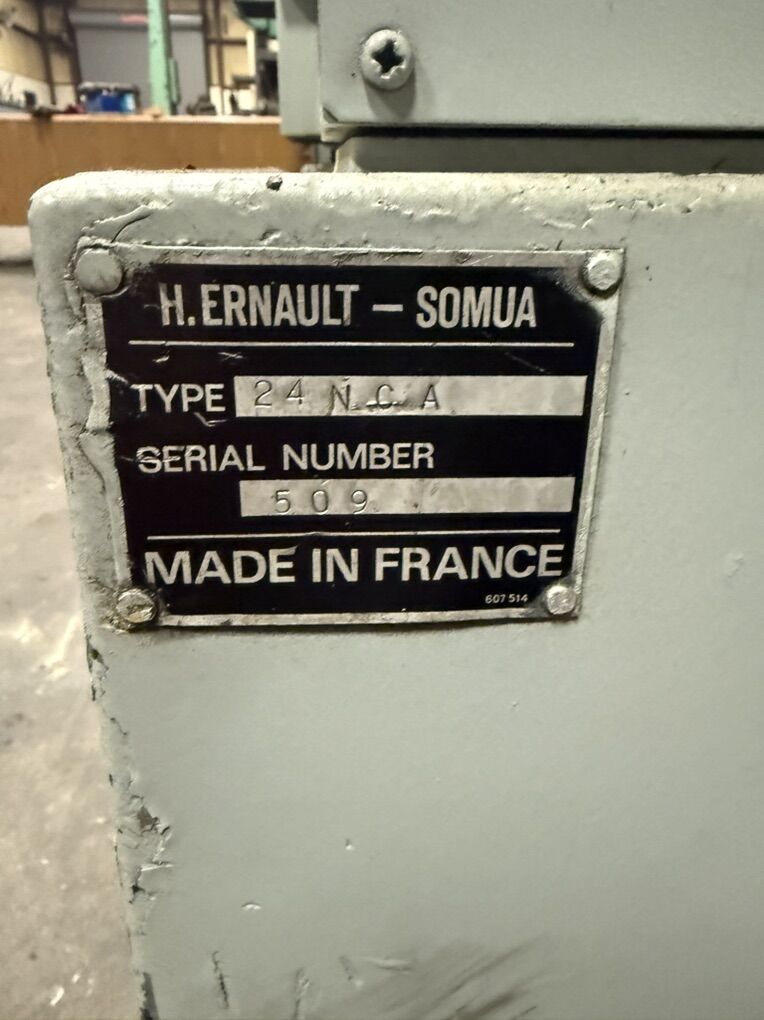 H. ERNAULT – SOMUA
TYPE 24 N.C.A
SERIAL NUMBER
509
MADE IN FRANCE
607 514